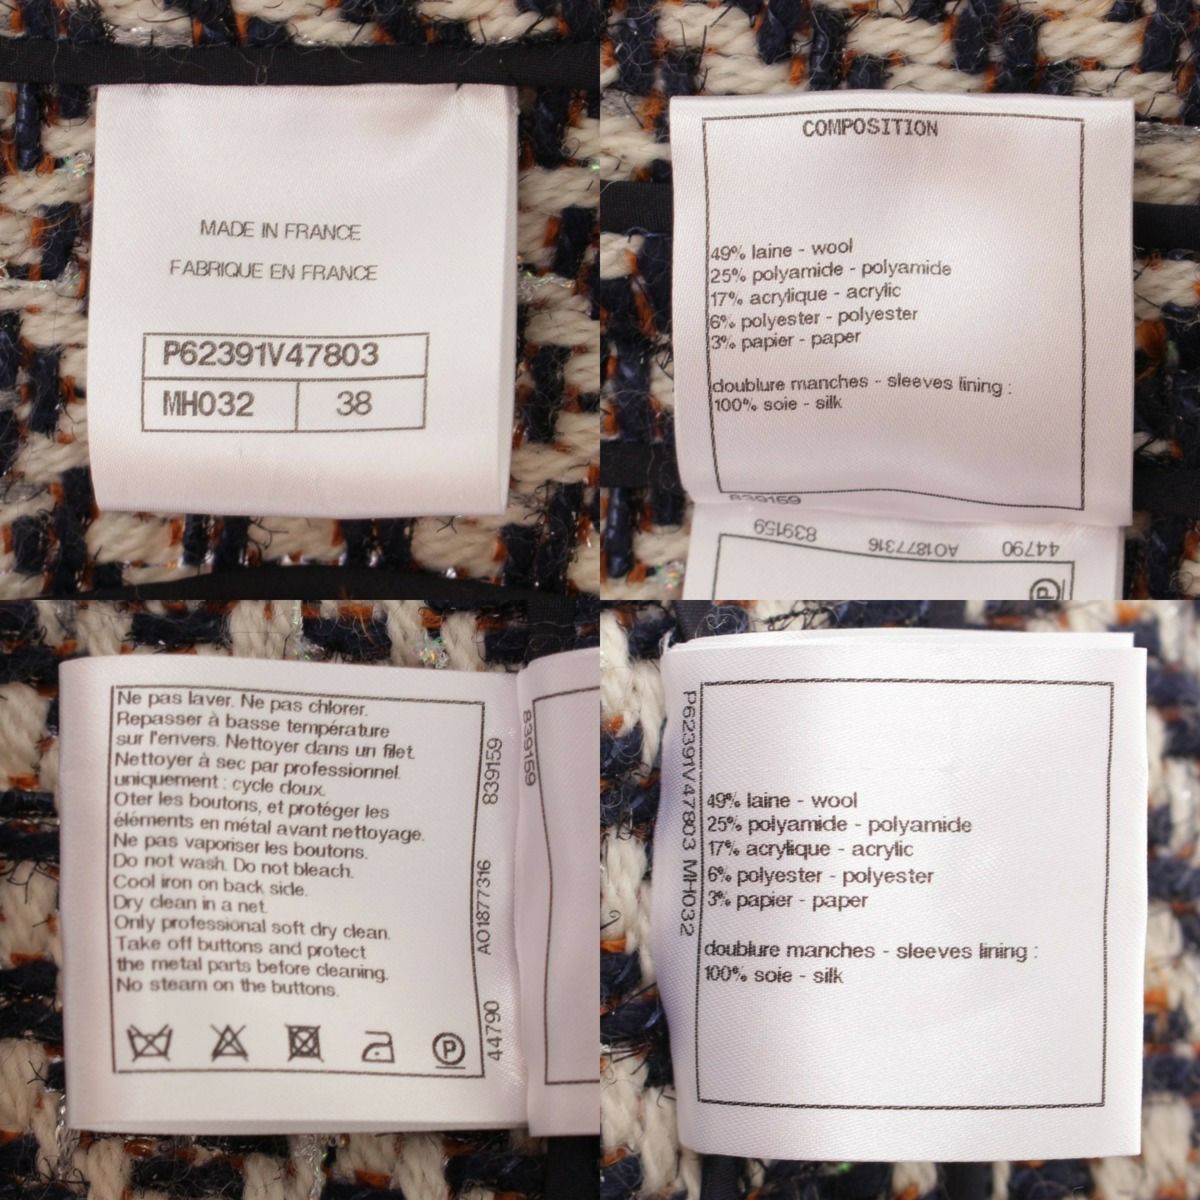 MADE IN FRANCE
FABRIQUE EN FRANCE
P62391V47803
MH032 38
COMPOSITION
49% laine - wool
25% polyamide - polyamide
17% acrylique - acrylic
6% polyester - polyester
3% papier - paper
doublure manches - sleeves lining :
100% soie - silk
839159
839159 AO1877316 44790
P
Ne pas laver. Ne pas chlorer.
Repasser à basse température
sur l'envers. Nettoyer dans un filet.
Nettoyer à sec par professionnel.
uniquement : cycle doux.
Oter les boutons, et protéger les
éléments en métal avant nettoyage.
Ne pas vaporiser les boutons.
Do not wash. Do not bleach.
Cool iron on back side.
Dry clean in a net.
Only professional soft dry clean.
Take off buttons and protect
the metal parts before cleaning.
No steam on the buttons.
P
44790 AO1877316 839159
839159
P62391V47803 MH032
49% laine - wool
25% polyamide - polyamide
17% acrylique - acrylic
6% polyester - polyester
3% papier - paper
doublure manches - sleeves lining :
100% soie - silk